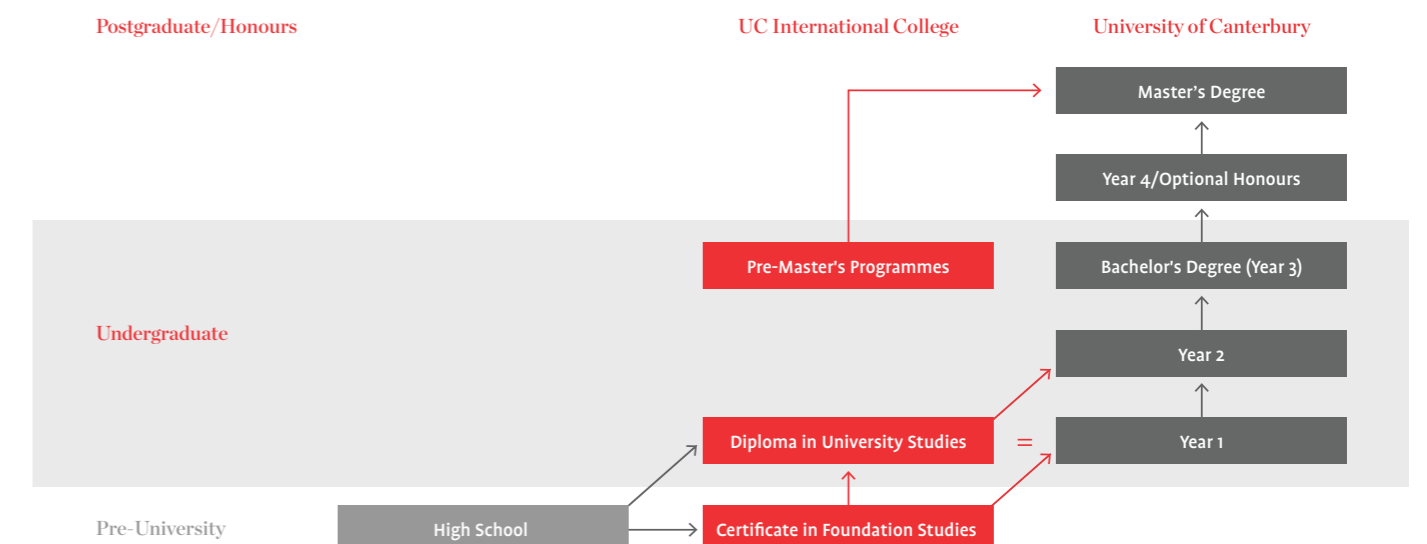 Postgraduate/Honours
UC International College
University of Canterbury
Master's Degree
Year 4/Optional Honours
Pre-Master's Programmes
Bachelor's Degree (Year 3)
Undergraduate
Year 2
Diploma in University Studies
=
Year 1
Pre-University
High School
Certificate in Foundation Studies